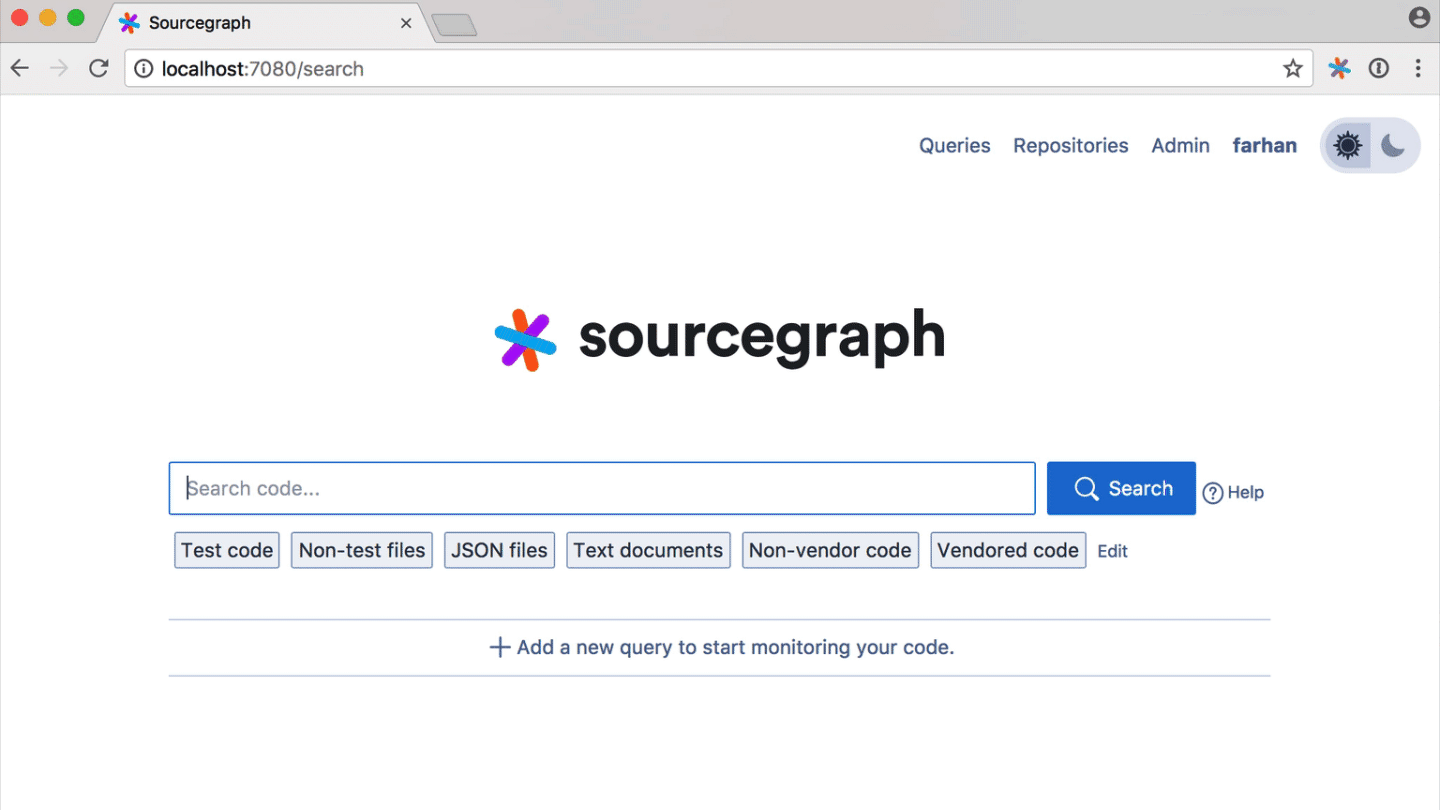 Sourcegraph
localhost:7080/search
Queries Repositories Admin farhan
sourcegraph
Search code...
Search
Help
Test code Non-test files JSON files Text documents Non-vendor code Vendored code Edit
Add a new query to start monitoring your code.